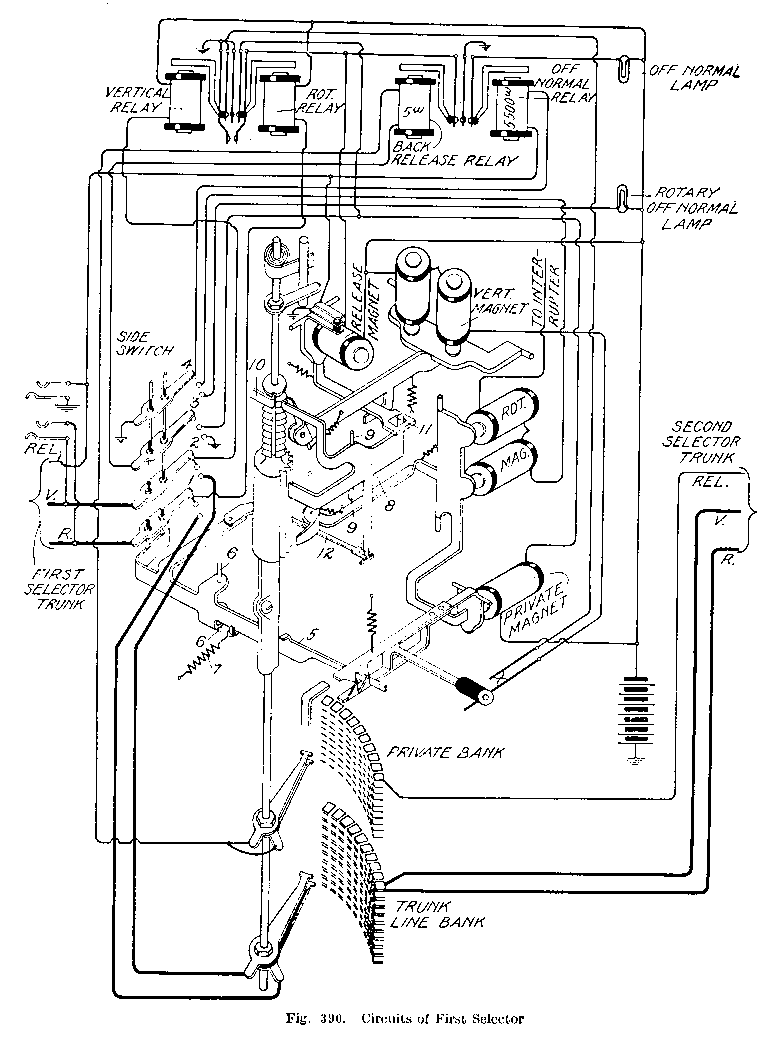 VERTICAL
RELAY
ROT.
RELAY
5w
BACK
RELEASE RELAY
OFF
NORMAL
RELAY
5500w
OFF NORMAL
LAMP
ROTARY
OFF NORMAL
LAMP
RELEASE
MAGNET
VERT.
MAGNET
TO INTER-
RUPTER
SIDE
SWITCH
4
3
2
1
10
9
11
ROT.
MAG.
8
9
12
REL.
V.
R.
FIRST
SELECTOR
TRUNK
SECOND
SELECTOR
TRUNK
REL.
V.
R.
6
6
7
5
PRIVATE
MAGNET
PRIVATE BANK
TRUNK
LINE BANK
Fig. 390. Circuits of First Selector